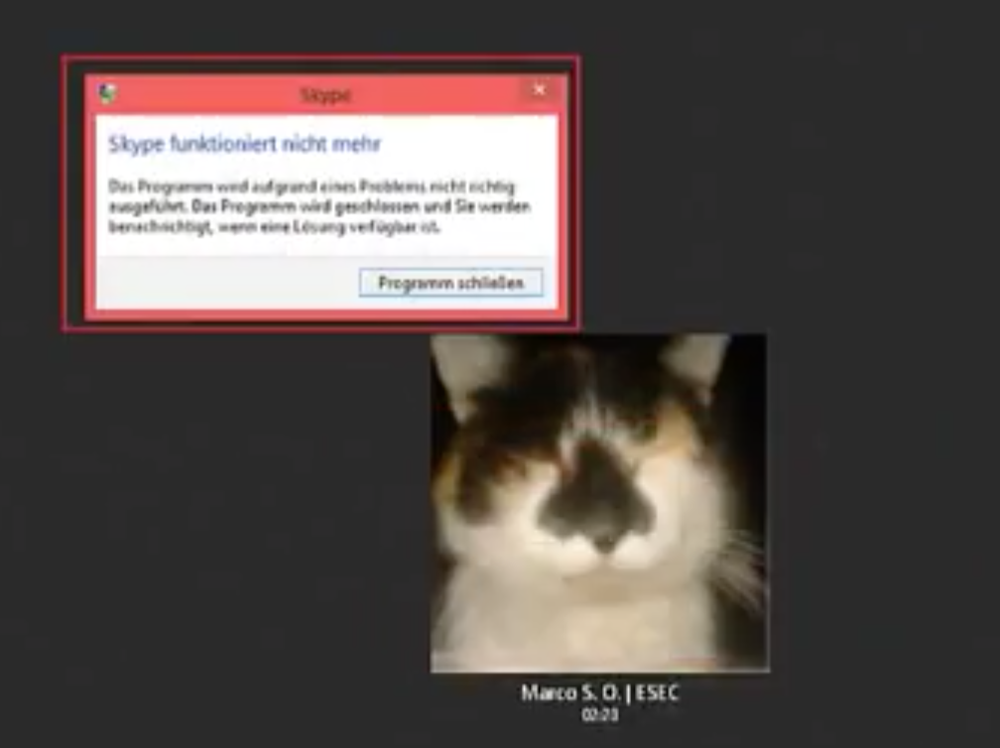 Skype
Skype funktioniert nicht mehr
Das Programm wird aufgrund eines Problems nicht richtig
ausgeführt. Das Programm wird geschlossen und Sie werden
benachrichtigt, wenn eine Lösung verfügbar ist.
Programm schließen
Marco S. O. | ESEC
02:23